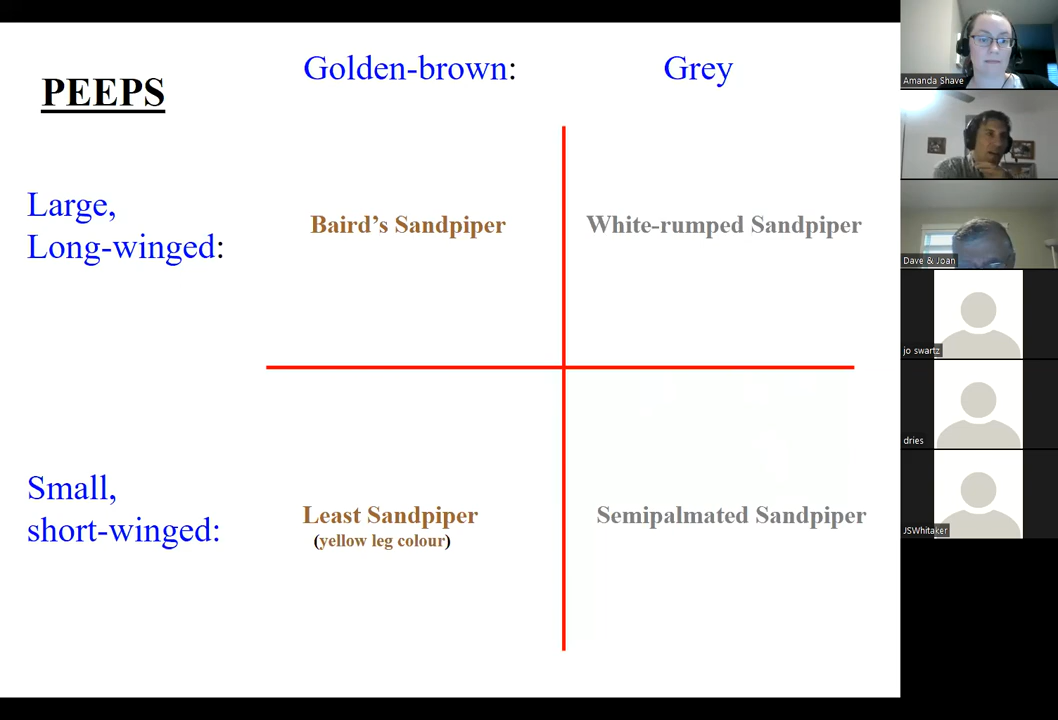 PEEPS
Golden-brown:
Grey
Large,
Long-winged:
Baird's Sandpiper
White-rumped Sandpiper
Small,
short-winged:
Least Sandpiper
(yellow leg colour)
Semipalmated Sandpiper
Amanda Shave
Dave & Joan
jo swartz
dries
JSWhitaker